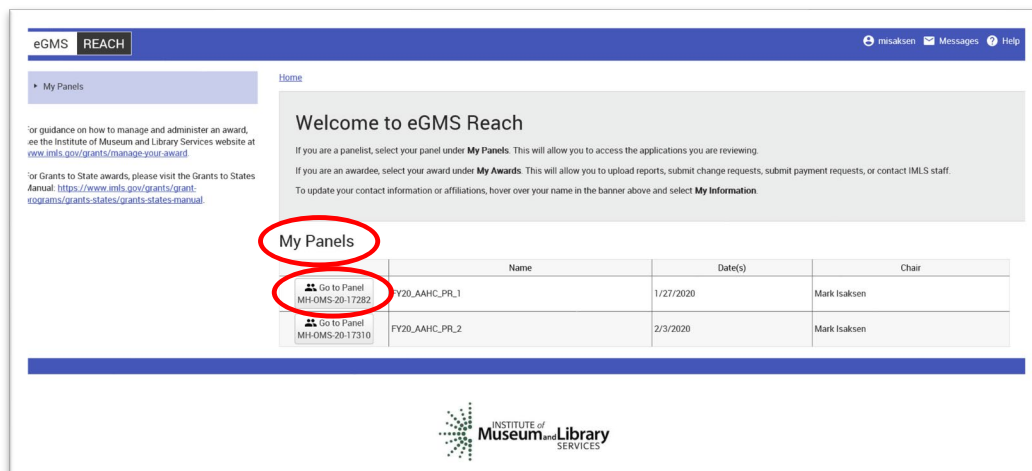 eGMS REACH
misaksen Messages Help
My Panels
Home
or guidance on how to manage and administer an award,
ee the Institute of Museum and Library Services website at
www.imls.gov/grants/manage-your-award.
or Grants to State awards, please visit the Grants to States
Manual: https://www.imls.gov/grants/grant-
programs/grants-states/grants-states-manual.
Welcome to eGMS Reach
If you are a panelist, select your panel under My Panels. This will allow you to access the applications you are reviewing.
If you are an awardee, select your award under My Awards. This will allow you to upload reports, submit change requests, submit payment requests, or contact IMLS staff.
To update your contact information or affiliations, hover over your name in the banner above and select My Information.
My Panels
Name Date(s) Chair
Go to Panel
MH-OMS-20-17282 FY20_AAHC_PR_1 1/27/2020 Mark Isaksen
Go to Panel
MH-OMS-20-17310 FY20_AAHC_PR_2 2/3/2020 Mark Isaksen
INSTITUTE of
Museum and Library
SERVICES